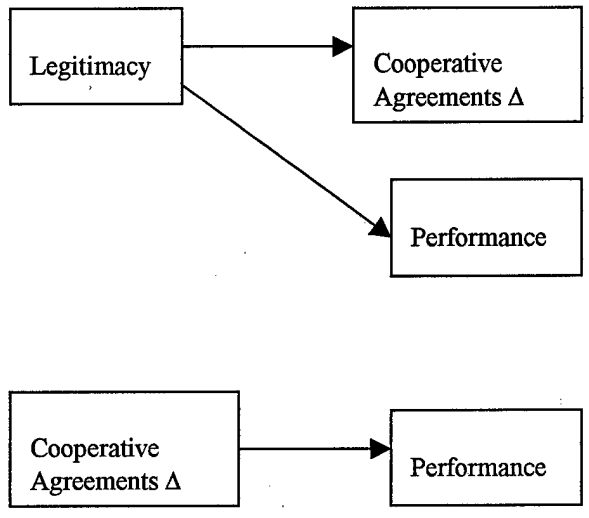 Legitimacy
Cooperative
Agreements Δ
Performance
Cooperative
Agreements Δ
Performance